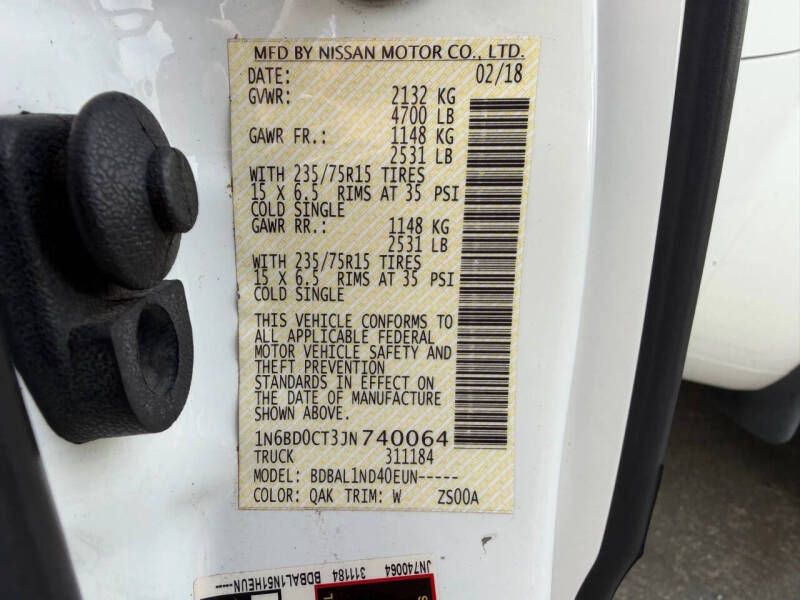 MFD BY NISSAN MOTOR CO., LTD.
DATE: 02/18
GVWR: 2132 KG
4700 LB
GAWR FR.: 1148 KG
2531 LB
WITH 235/75R15 TIRES
15 X 6.5 RIMS AT 35 PSI
COLD SINGLE
GAWR RR.: 1148 KG
2531 LB
WITH 235/75R15 TIRES
15 X 6.5 RIMS AT 35 PSI
COLD SINGLE
THIS VEHICLE CONFORMS TO
ALL APPLICABLE FEDERAL
MOTOR VEHICLE SAFETY AND
THEFT PREVENTION
STANDARDS IN EFFECT ON
THE DATE OF MANUFACTURE
SHOWN ABOVE.
1N6BD0CT3JN740064
TRUCK 311184
MODEL: BDBAL1ND40EUN-----
COLOR: QAK TRIM: W ZS00A
JN740064 311184 BDBAL1N51HEUN----